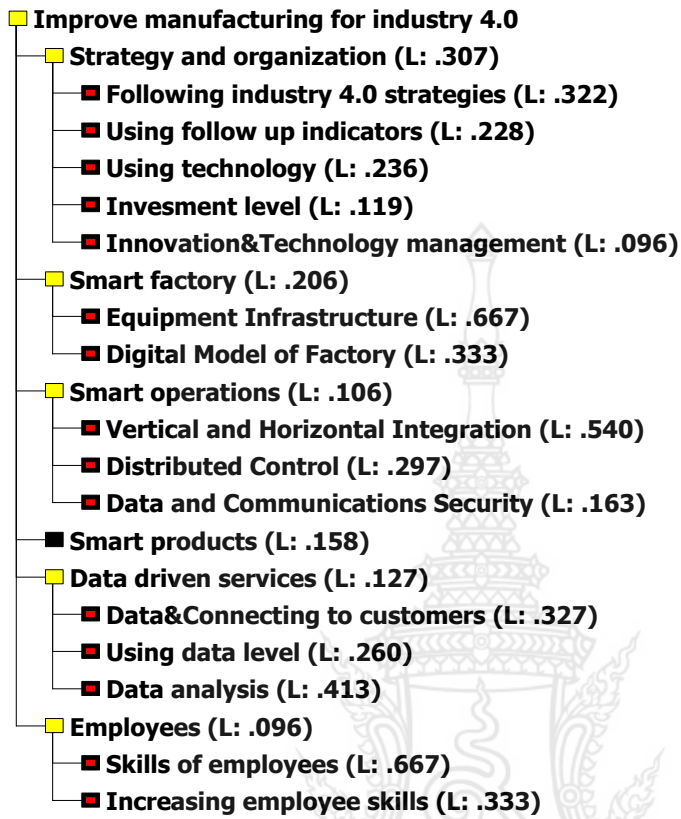 Improve manufacturing for industry 4.0
Strategy and organization (L: .307)
Following industry 4.0 strategies (L: .322)
Using follow up indicators (L: .228)
Using technology (L: .236)
Invesment level (L: .119)
Innovation&Technology management (L: .096)
Smart factory (L: .206)
Equipment Infrastructure (L: .667)
Digital Model of Factory (L: .333)
Smart operations (L: .106)
Vertical and Horizontal Integration (L: .540)
Distributed Control (L: .297)
Data and Communications Security (L: .163)
Smart products (L: .158)
Data driven services (L: .127)
Data&Connecting to customers (L: .327)
Using data level (L: .260)
Data analysis (L: .413)
Employees (L: .096)
Skills of employees (L: .667)
Increasing employee skills (L: .333)